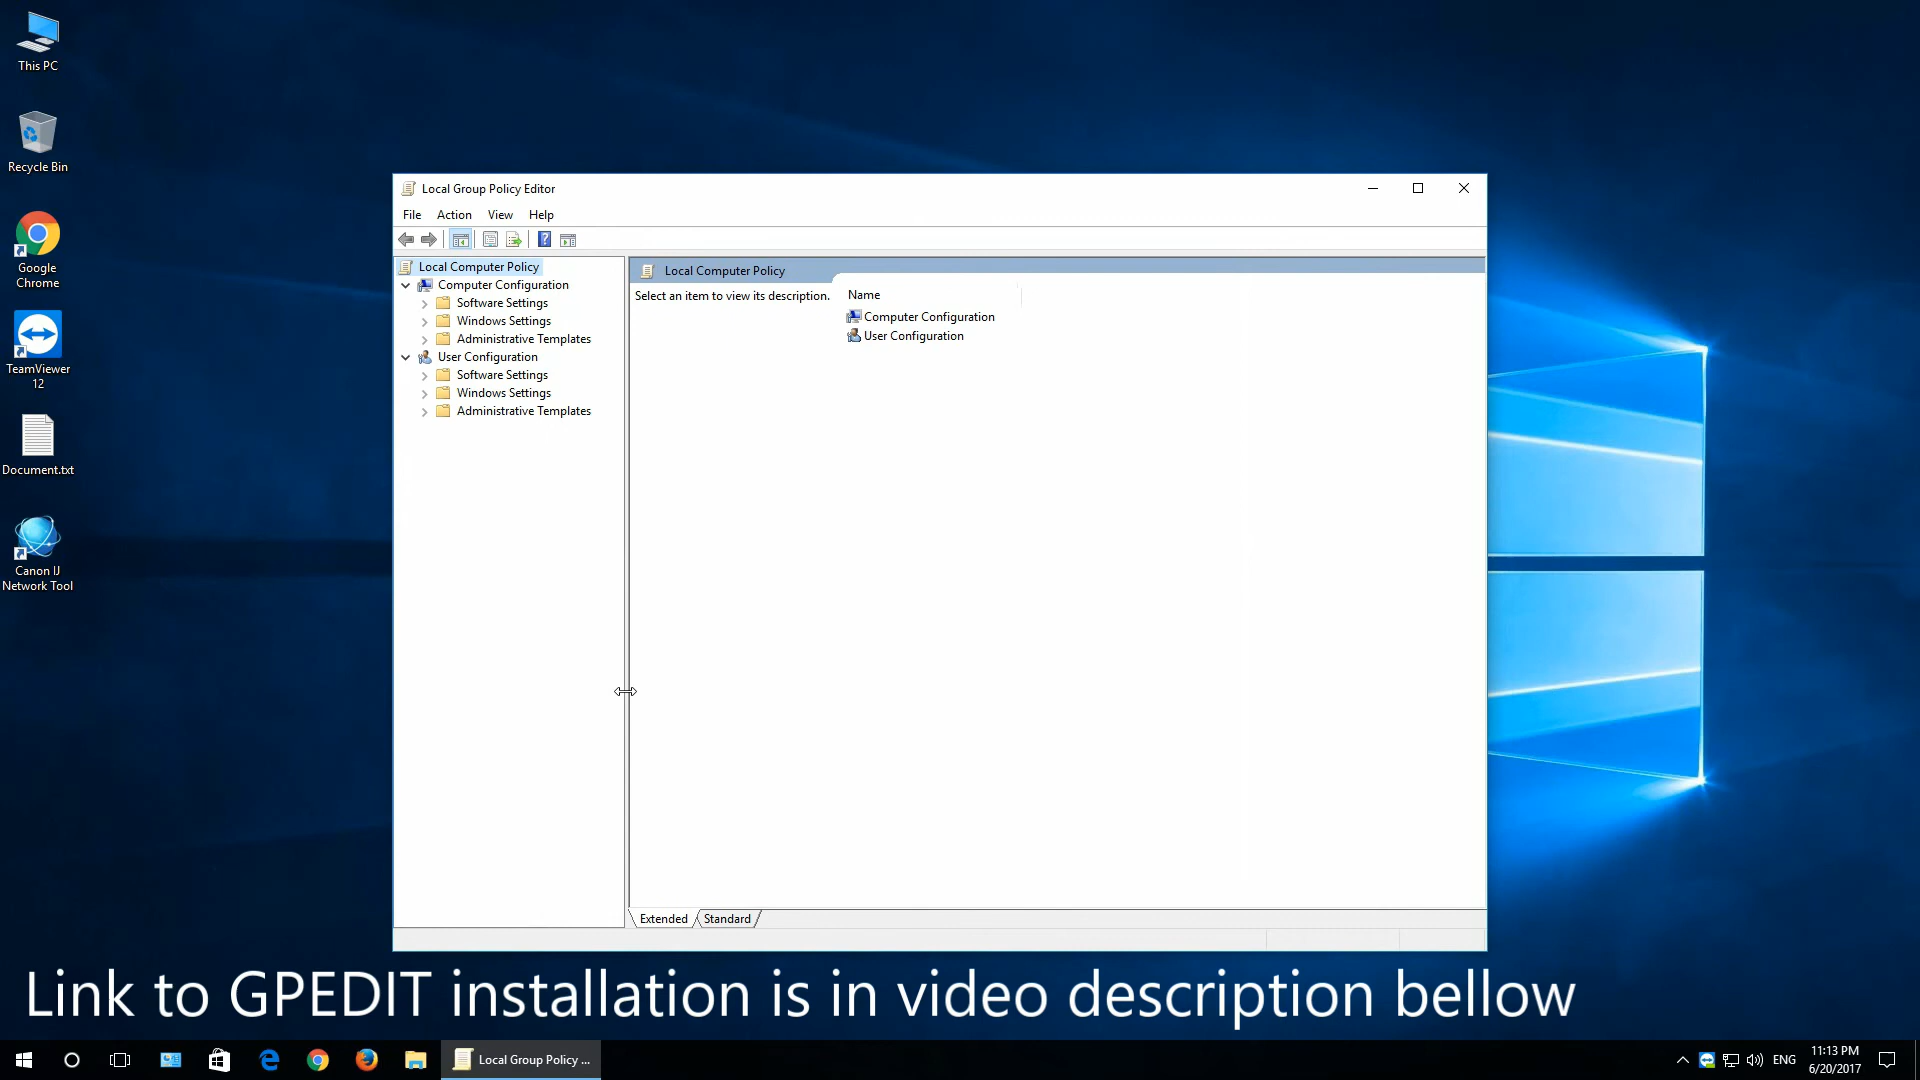 This PC
Recycle Bin
Google
Chrome
TeamViewer
12
Document.txt
Canon IJ
Network Tool
Local Group Policy Editor
File Action View Help
Local Computer Policy
Computer Configuration
Software Settings
Windows Settings
Administrative Templates
User Configuration
Software Settings
Windows Settings
Administrative Templates
Local Computer Policy
Select an item to view its description.
Name
Computer Configuration
User Configuration
Extended Standard
Link to GPEDIT installation is in video description bellow
Local Group Policy ...
ENG
11:13 PM
6/20/2017